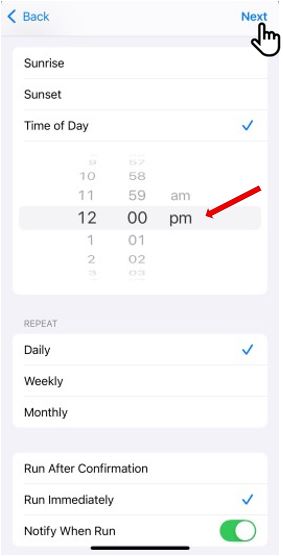 Back Next
Sunrise
Sunset
Time of Day
9 57
10 58
11 59 am
12 00 pm
1 01
2 02
3 03
REPEAT
Daily
Weekly
Monthly
Run After Confirmation
Run Immediately
Notify When Run